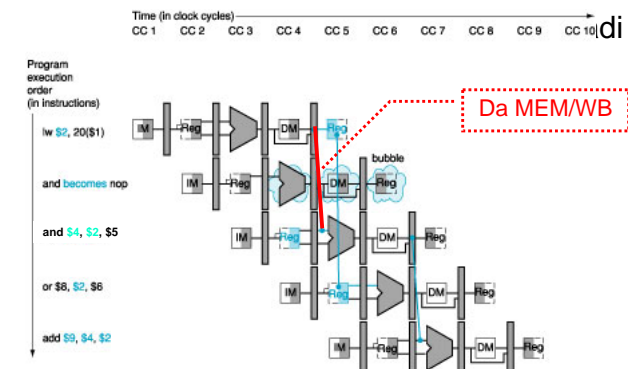 Time (in clock cycles)
CC 1 CC 2 CC 3 CC 4 CC 5 CC 6 CC 7 CC 8 CC 9 CC 10 di
Program
execution
order
(in instructions)
Da MEM/WB
lw $2, 20($1)
IM Reg DM Reg
bubble
and becomes nop
IM Reg DM Reg
and $4, $2, $5
IM Reg DM Reg
or $8, $2, $6
IM Reg DM Reg
add $9, $4, $2
IM Reg DM Reg